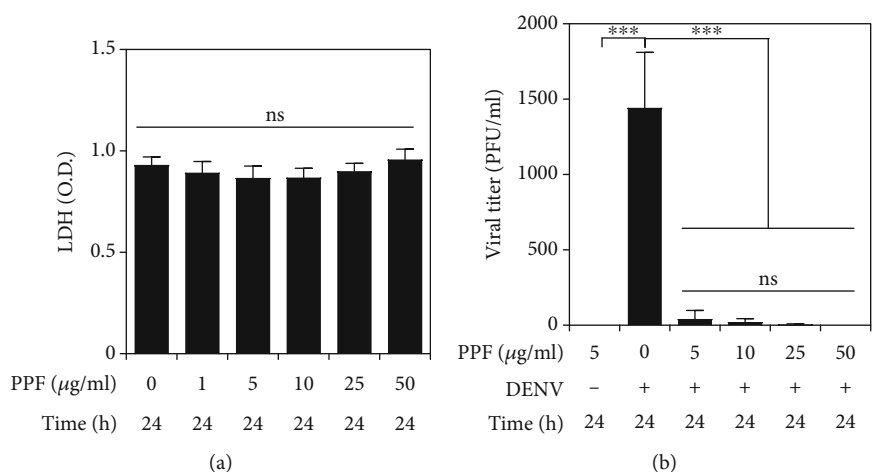 1.5
ns
1.0
LDH (O.D.)
0.5
0
PPF (μg/ml) 0 1 5 10 25 50
Time (h) 24 24 24 24 24 24
(a)
2000
*** ***
1500
Viral titer (PFU/ml)
1000
500
ns
0
PPF (μg/ml) 5 0 5 10 25 50
DENV – + + + + +
Time (h) 24 24 24 24 24 24
(b)